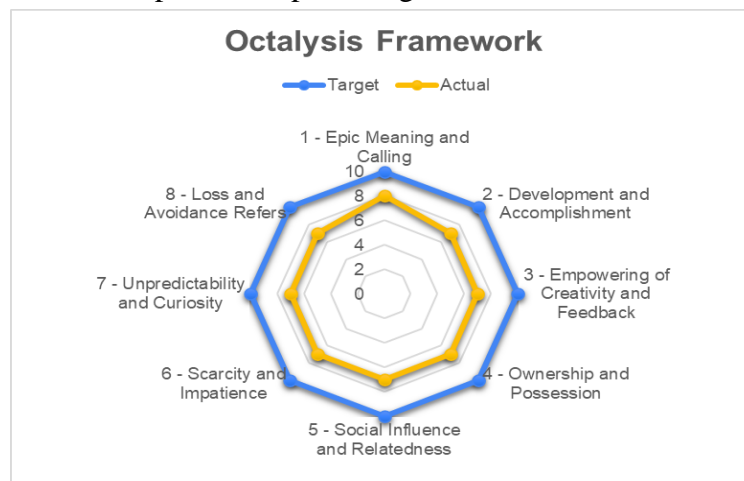 Octalysis Framework
Target Actual
1 - Epic Meaning and
Calling
10
8
6
4
2
0
2 - Development and
Accomplishment
3 - Empowering of
Creativity and
Feedback
4 - Ownership and
Possession
5 - Social Influence
and Relatedness
6 - Scarcity and
Impatience
7 - Unpredictability
and Curiosity
8 - Loss and
Avoidance Refers